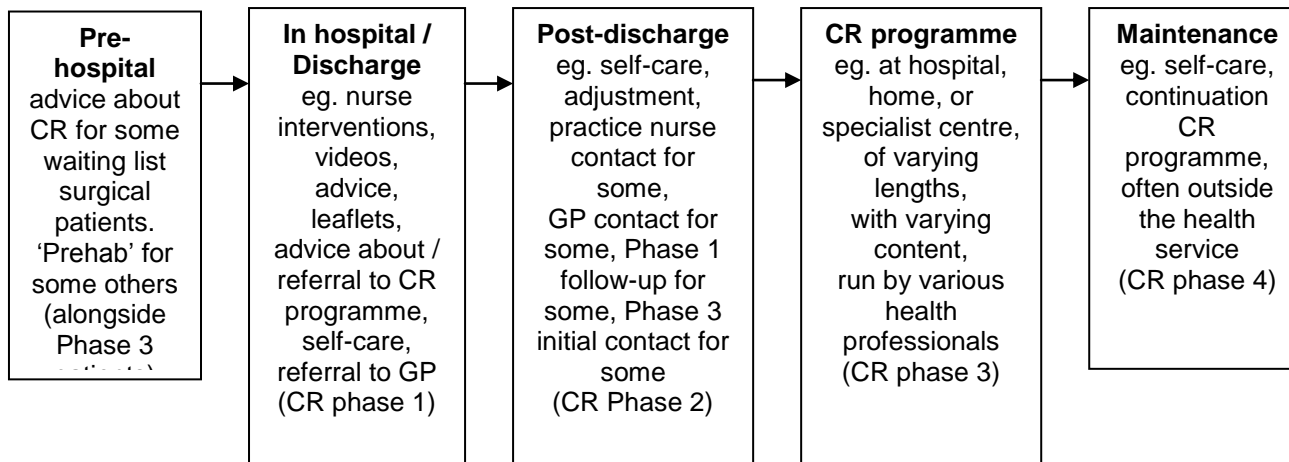 Pre-
hospital
advice about
CR for some
waiting list
surgical
patients.
‘Prehab’ for
some others
(alongside
Phase 3
In hospital /
Discharge
eg. nurse
interventions,
videos,
advice,
leaflets,
advice about /
referral to CR
programme,
self-care,
referral to GP
(CR phase 1)
Post-discharge
eg. self-care,
adjustment,
practice nurse
contact for
some,
GP contact for
some, Phase 1
follow-up for
some, Phase 3
initial contact for
some
(CR Phase 2)
CR programme
eg. at hospital,
home, or
specialist centre,
of varying
lengths,
with varying
content,
run by various
health
professionals
(CR phase 3)
Maintenance
eg. self-care,
continuation
CR
programme,
often outside
the health
service
(CR phase 4)